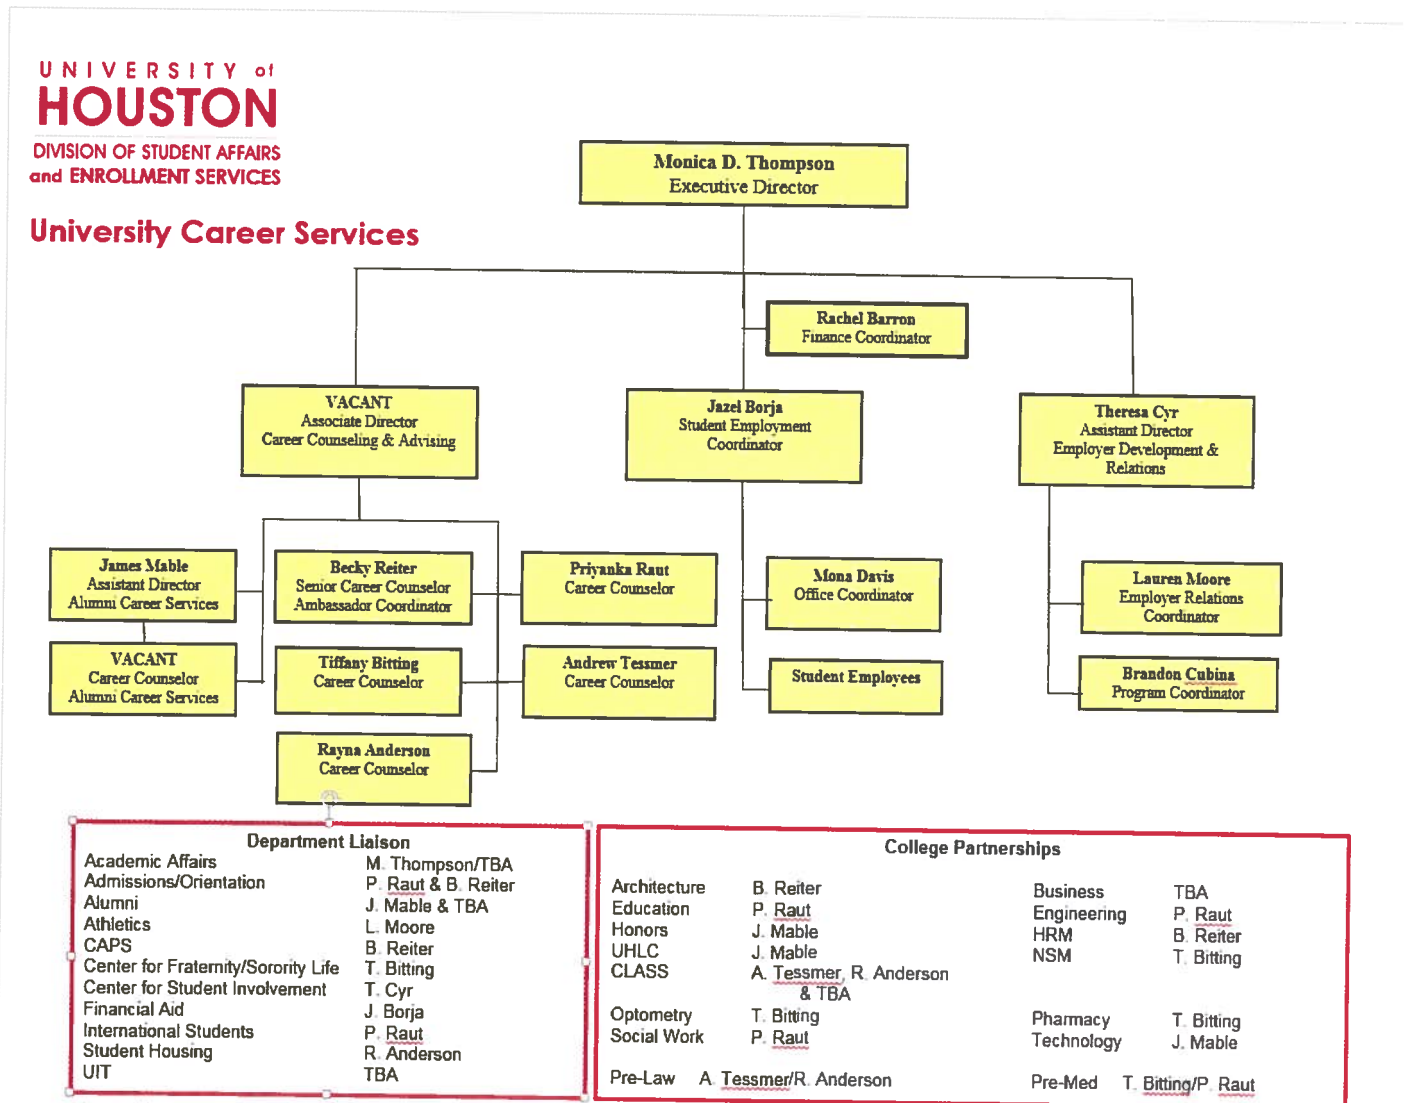 UNIVERSITY of
HOUSTON
DIVISION OF STUDENT AFFAIRS
and ENROLLMENT SERVICES
University Career Services
Monica D. Thompson
Executive Director
Rachel Barron
Finance Coordinator
VACANT
Associate Director
Career Counseling & Advising
Jazel Borja
Student Employment
Coordinator
Theresa Cyr
Assistant Director
Employer Development &
Relations
James Mable
Assistant Director
Alumni Career Services
Becky Reiter
Senior Career Counselor
Ambassador Coordinator
Priyanka Raut
Career Counselor
Mona Davis
Office Coordinator
Lauren Moore
Employer Relations
Coordinator
VACANT
Career Counselor
Alumni Career Services
Tiffany Bitting
Career Counselor
Andrew Tessmer
Career Counselor
Student Employees
Brandon Cubina
Program Coordinator
Rayna Anderson
Career Counselor
Department Liaison
Academic Affairs M. Thompson/TBA
Admissions/Orientation P. Raut & B. Reiter
Alumni J. Mable & TBA
Athletics L. Moore
CAPS B. Reiter
Center for Fraternity/Sorority Life T. Bitting
Center for Student Involvement T. Cyr
Financial Aid J. Borja
International Students P. Raut
Student Housing R. Anderson
UIT TBA
College Partnerships
Architecture B. Reiter Business TBA
Education P. Raut Engineering P. Raut
Honors J. Mable HRM B. Reiter
UHLC J. Mable NSM T. Bitting
CLASS A. Tessmer, R. Anderson
& TBA
Optometry T. Bitting Pharmacy T. Bitting
Social Work P. Raut Technology J. Mable
Pre-Law A. Tessmer/R. Anderson Pre-Med T. Bitting/P. Raut